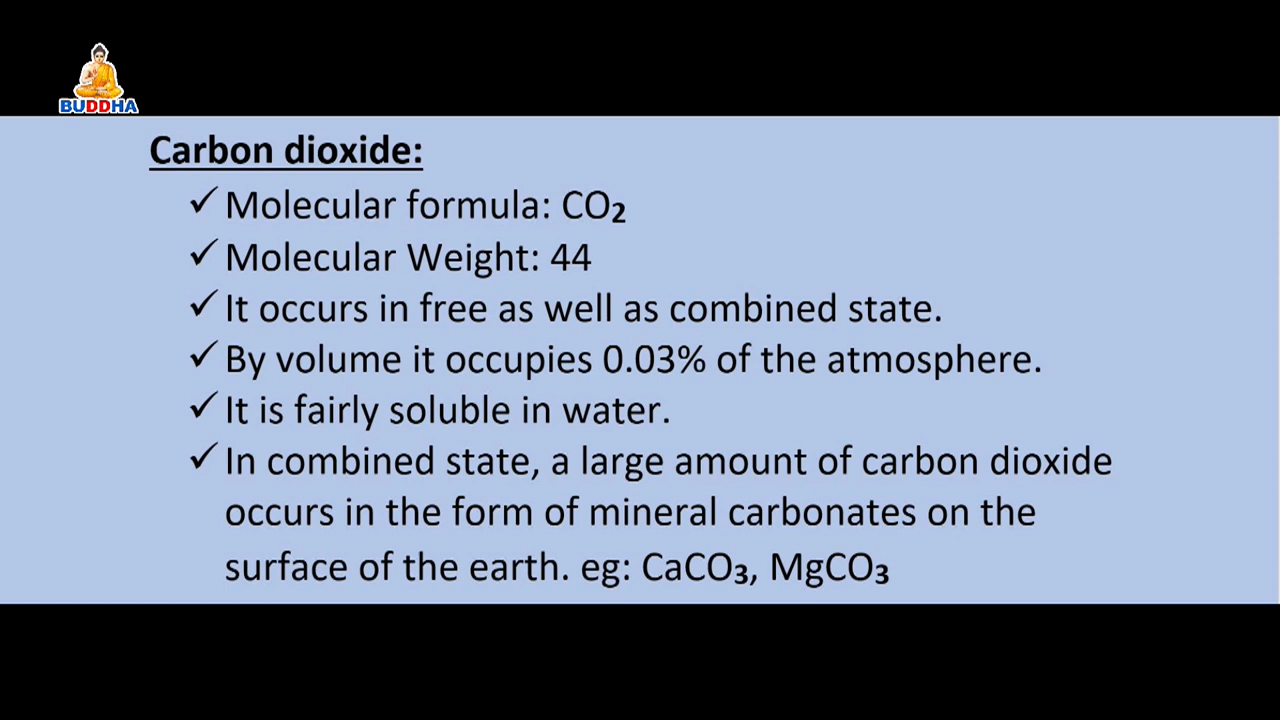 BUDDHA
Carbon dioxide:
✓ Molecular formula: CO₂
✓ Molecular Weight: 44
✓ It occurs in free as well as combined state.
✓ By volume it occupies 0.03% of the atmosphere.
✓ It is fairly soluble in water.
✓ In combined state, a large amount of carbon dioxide
occurs in the form of mineral carbonates on the
surface of the earth. eg: CaCO₃, MgCO₃